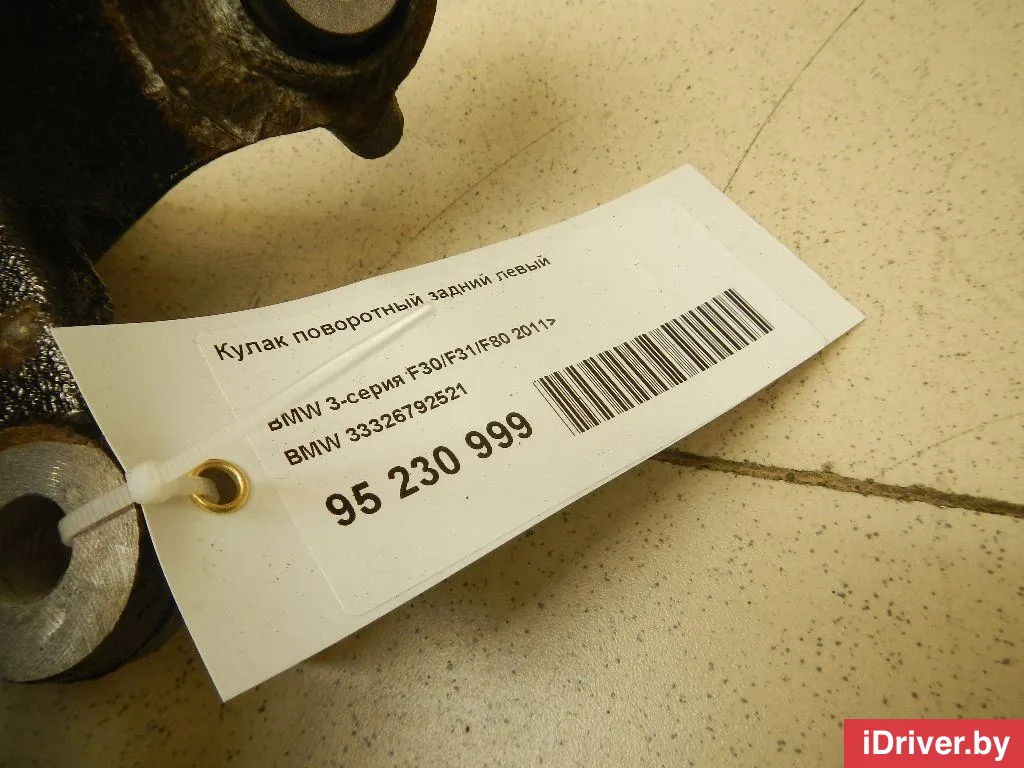 Кулак поворотный задний левый
BMW 3-серия F30/F31/F80 2011>
BMW 33326792521
95 230 999
iDriver.by